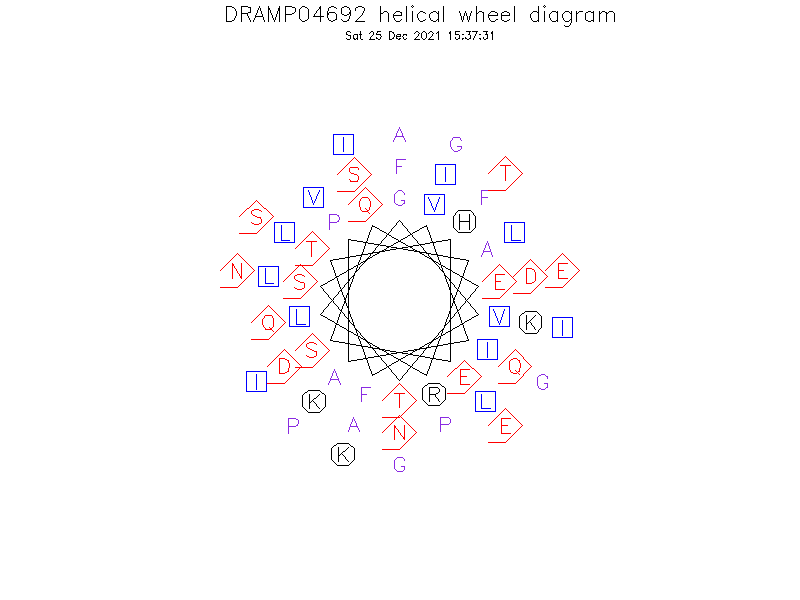 DRAMP04692 helical wheel diagram
Sat 25 Dec 2021 15:37:31
A
I G
F
S I T
V Q G V F
S P H
L T A L
N L S E D E
Q L V K I
S I
I D A E Q G
K F T R L
P A N P E
K G